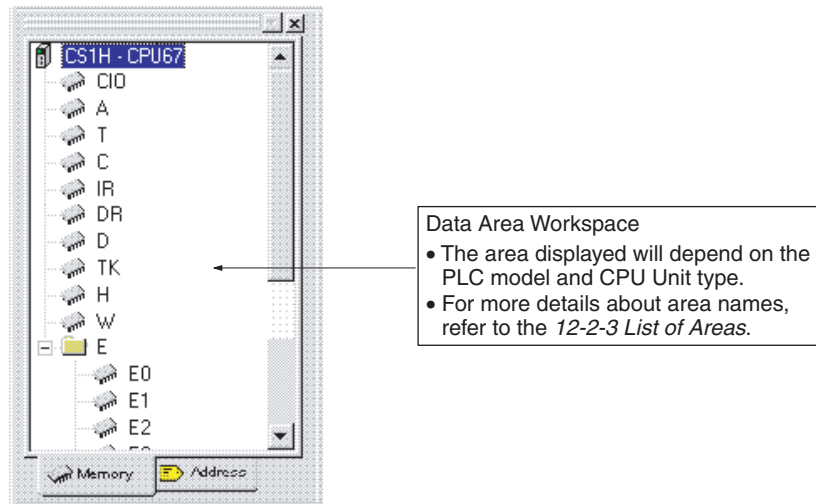 CS1H - CPU67
CIO
A
T
C
IR
DR
D
TK
H
W
E
E0
E1
E2
Memory
Address
Data Area Workspace
• The area displayed will depend on the
PLC model and CPU Unit type.
• For more details about area names,
refer to the 12-2-3 List of Areas.